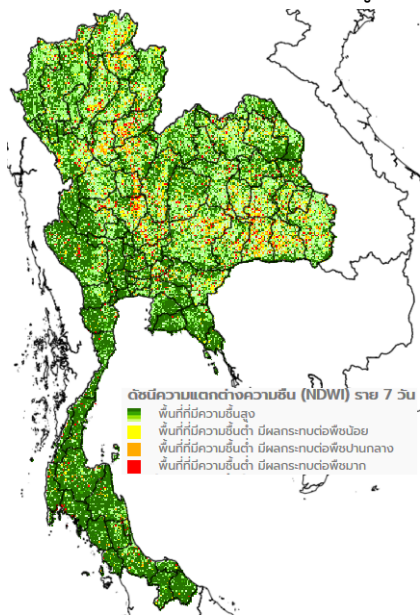 ดัชนีความแตกต่างความชื้น (NDWI) ราย 7 วัน
พื้นที่ที่มีความชื้นสูง
พื้นที่ที่มีความชื้นต่ำ มีผลกระทบต่อพืชน้อย
พื้นที่ที่มีความชื้นต่ำ มีผลกระทบต่อพืชปานกลาง
พื้นที่ที่มีความชื้นต่ำ มีผลกระทบต่อพืชมาก